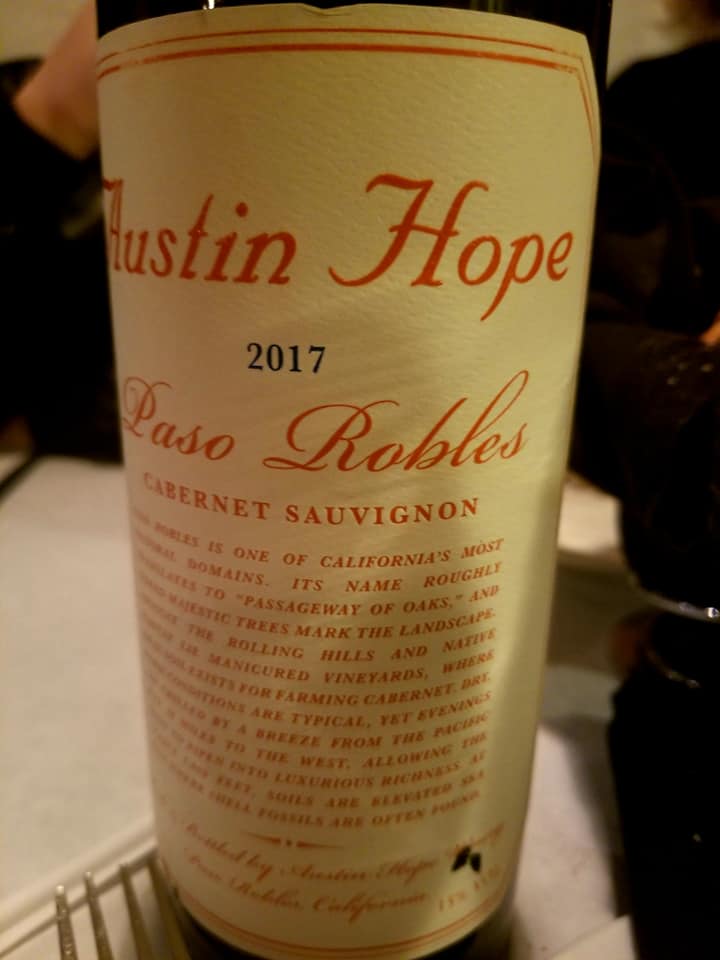 Austin Hope
2017
Paso Robles
CABERNET SAUVIGNON
ROBLES IS ONE OF CALIFORNIA'S MOST
DOMAINS. ITS NAME ROUGHLY
TO "PASSAGEWAY OF OAKS," AND
MAJESTIC TREES MARK THE LANDSCAPE.
THE ROLLING HILLS AND NATIVE
LIE MANICURED VINEYARDS, WHERE
SOIL EXISTS FOR FARMING CABERNET. DRY,
CONDITIONS ARE TYPICAL, YET EVENINGS
BY A BREEZE FROM THE PACIFIC
MILES TO THE WEST, ALLOWING THE
RIPEN INTO LUXURIOUS RICHNESS. AT
FEET, SOILS ARE ELEVATED SEA
SHELL FOSSILS ARE OFTEN FOUND.
Bottled by Austin Hope
Paso Robles, California